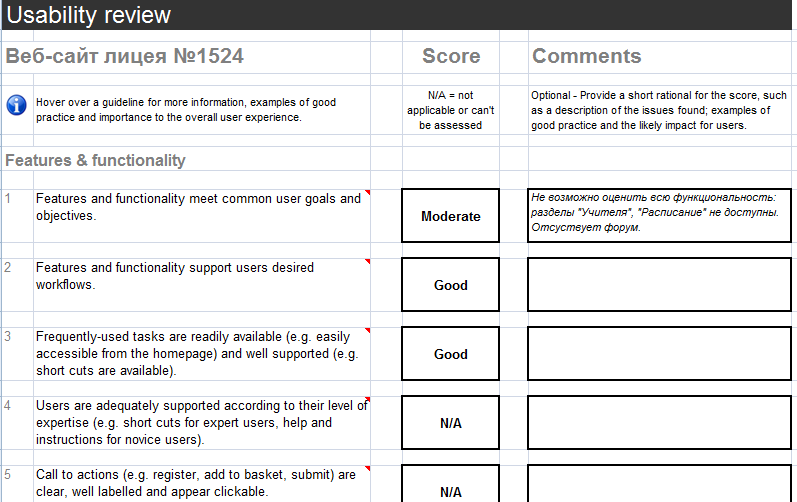 Usability review
Веб-сайт лицея №1524
Score
Comments
Hover over a guideline for more information, examples of good
practice and importance to the overall user experience.
N/A = not
applicable or can't
be assessed
Optional - Provide a short rational for the score, such
as a description of the issues found; examples of
good practice and the likely impact for users.
Features & functionality
1
Features and functionality meet common user goals and
objectives.
Moderate
Не возможно оценить всю функциональность:
разделы "Учителя", "Расписание" не доступны.
Отсуствует форум.
2
Features and functionality support users desired
workflows.
Good
3
Frequently-used tasks are readily available (e.g. easily
accessible from the homepage) and well supported (e.g.
short cuts are available).
Good
4
Users are adequately supported according to their level of
expertise (e.g. short cuts for expert users, help and
instructions for novice users).
N/A
5
Call to actions (e.g. register, add to basket, submit) are
clear, well labelled and appear clickable.
N/A